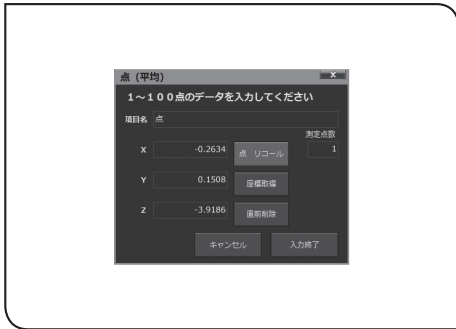 点 (平均)
x
1～100点のデータを入力してください
項目名 点
測定点数
X -0.2634 点 リコール 1
Y 0.1508 座標取得
Z -3.9186 直前削除
キャンセル 入力終了